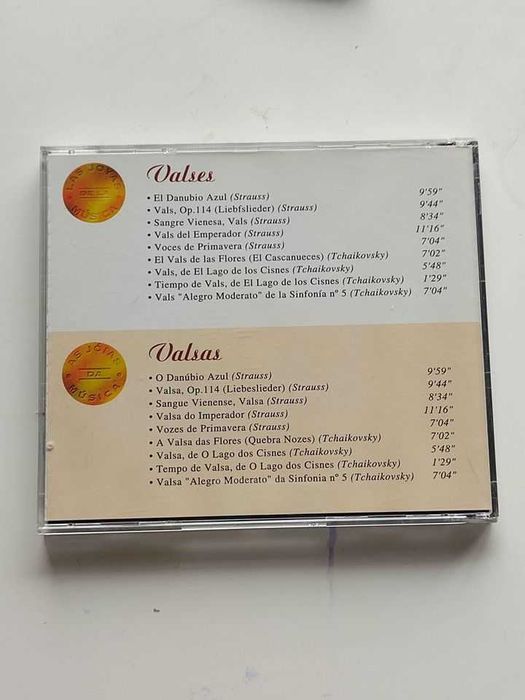 LAS JOYAS
DE LA
MÚSICA
Valses
• El Danubio Azul (Strauss) 9'59"
• Vals, Op.114 (Liebfslieder) (Strauss) 9'44"
• Sangre Vienesa, Vals (Strauss) 8'34"
• Vals del Emperador (Strauss) 11'16"
• Voces de Primavera (Strauss) 7'04"
• El Vals de las Flores (El Cascanueces) (Tchaikovsky) 7'02"
• Vals, de El Lago de los Cisnes (Tchaikovsky) 5'48"
• Tiempo de Vals, de El Lago de los Cisnes (Tchaikovsky) 1'29"
• Vals "Alegro Moderato" de la Sinfonía nº 5 (Tchaikovsky) 7'04"
AS JÓIAS
DA
MÚSICA
Valsas
• O Danúbio Azul (Strauss) 9'59"
• Valsa, Op.114 (Liebeslieder) (Strauss) 9'44"
• Sangue Vienense, Valsa (Strauss) 8'34"
• Valsa do Imperador (Strauss) 11'16"
• Vozes de Primavera (Strauss) 7'04"
• A Valsa das Flores (Quebra Nozes) (Tchaikovsky) 7'02"
• Valsa, de O Lago dos Cisnes (Tchaikovsky) 5'48"
• Tempo de Valsa, de O Lago dos Cisnes (Tchaikovsky) 1'29"
• Valsa "Alegro Moderato" da Sinfonia nº 5 (Tchaikovsky) 7'04"